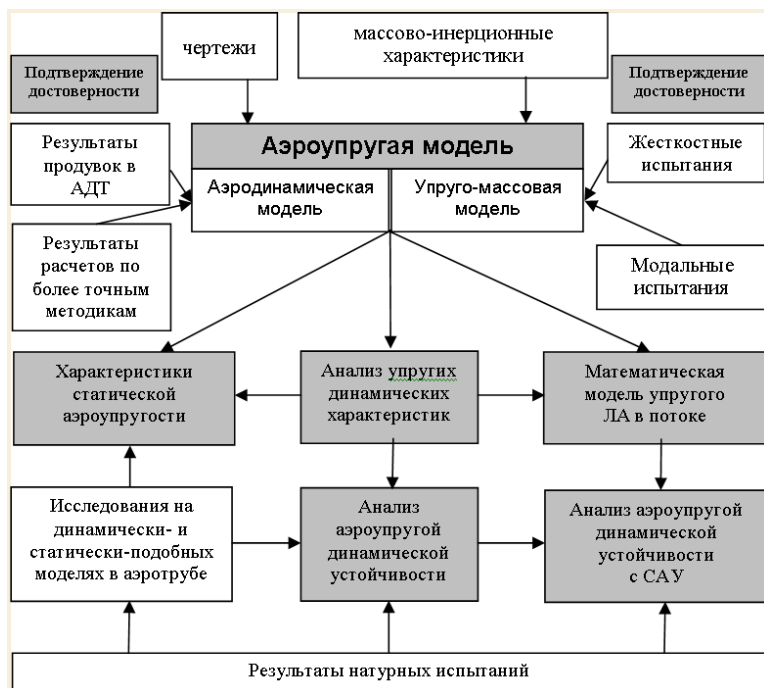 чертежи
массово-инерционные
характеристики
Подтверждение
достоверности
Подтверждение
достоверности
Аэроупругая модель
Результаты
продувок в
АДТ
Аэродинамическая
модель
Упруго-массовая
модель
Жесткостные
испытания
Результаты
расчетов по
более точным
методикам
Модальные
испытания
Характеристики
статической
аэроупругости
Анализ упругих
динамических
характеристик
Математическая
модель упругого
ЛА в потоке
Исследования на
динамически- и
статически-подобных
моделях в аэротрубе
Анализ
аэроупругой
динамической
устойчивости
Анализ аэроупругой
динамической
устойчивости
с САУ
Результаты натурных испытаний